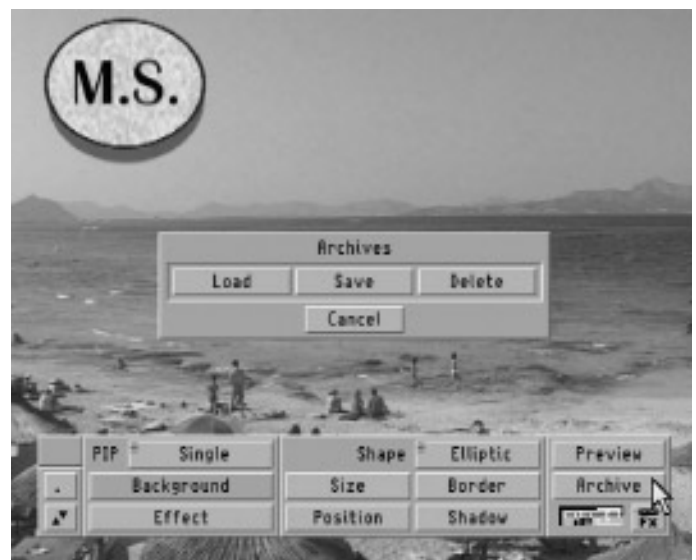 M.S.
Archives
Load Save Delete
Cancel
PIP Single Shape Elliptic Preview
. Background Size Border Archive
Effect Position Shadow FX